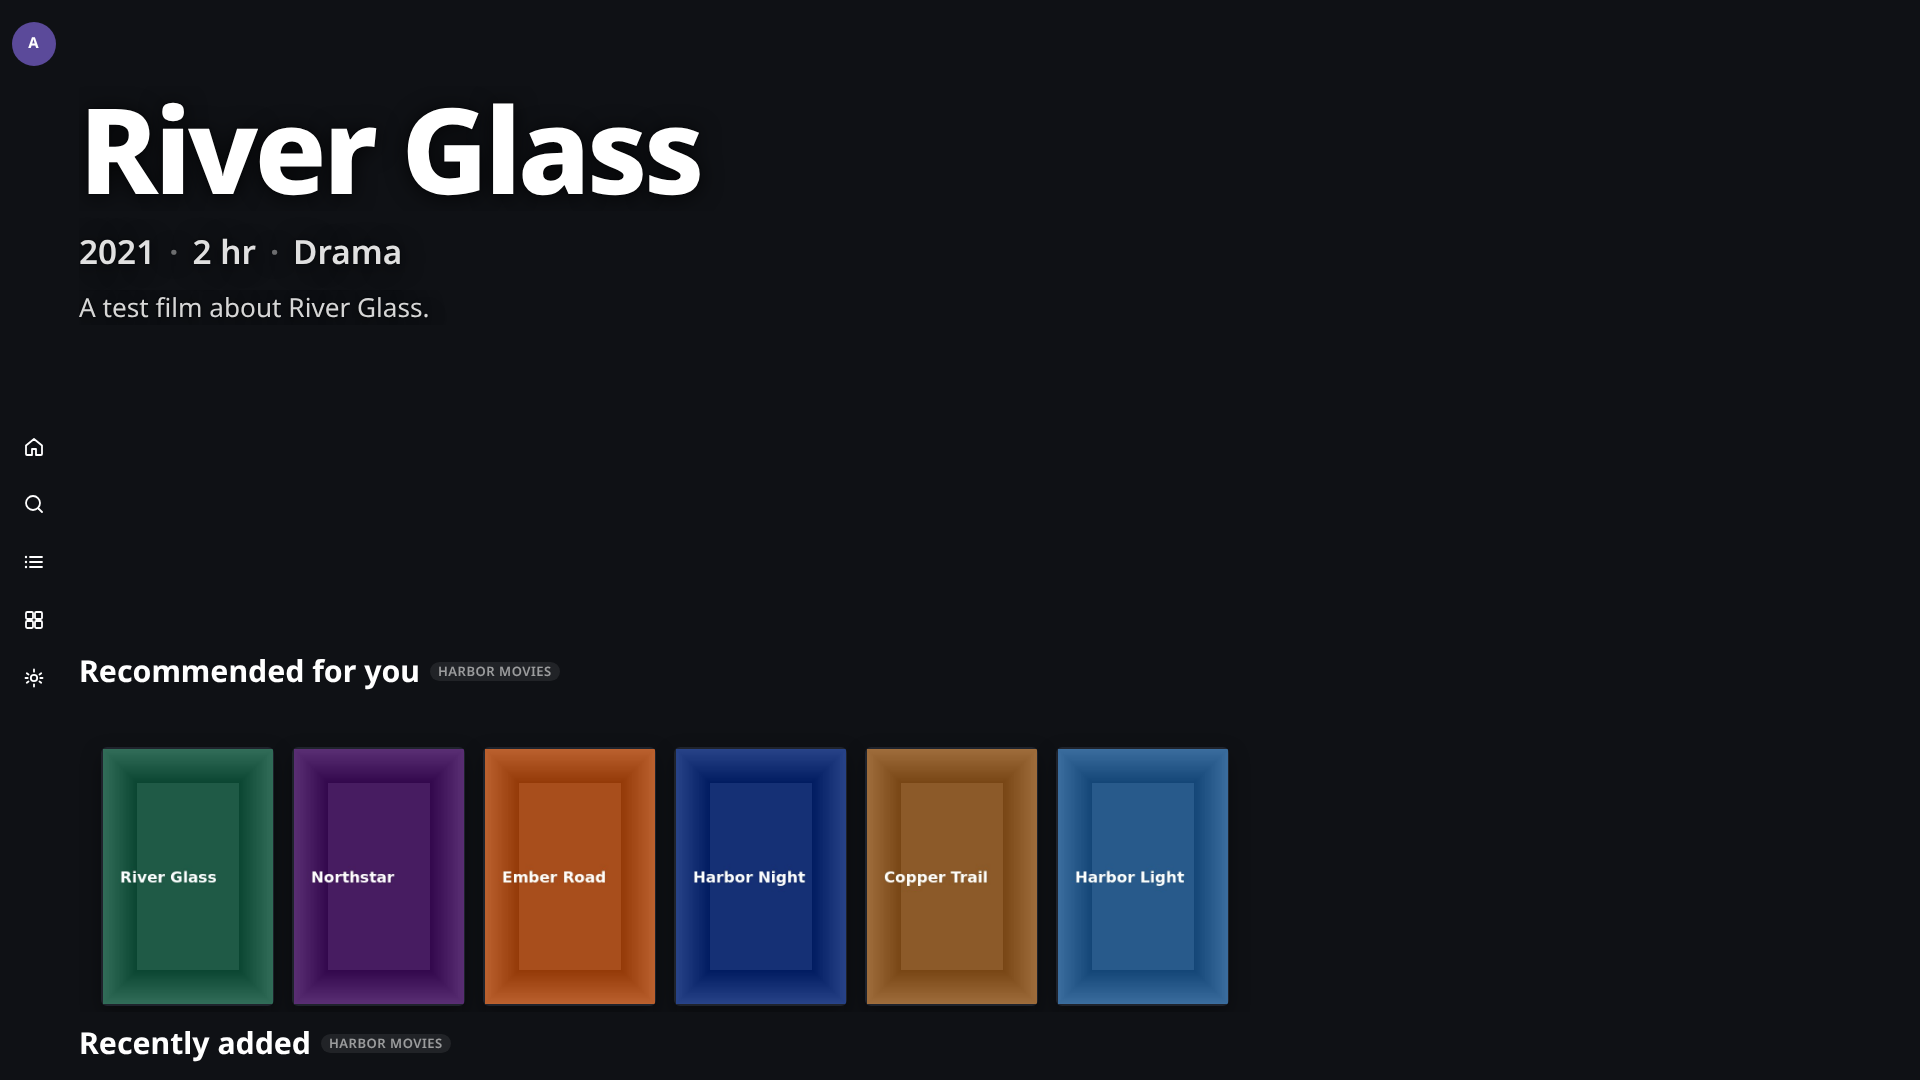 A
River Glass
2021 · 2 hr · Drama
A test film about River Glass.
Recommended for you HARBOR MOVIES
River Glass Northstar Ember Road Harbor Night Copper Trail Harbor Light
Recently added HARBOR MOVIES